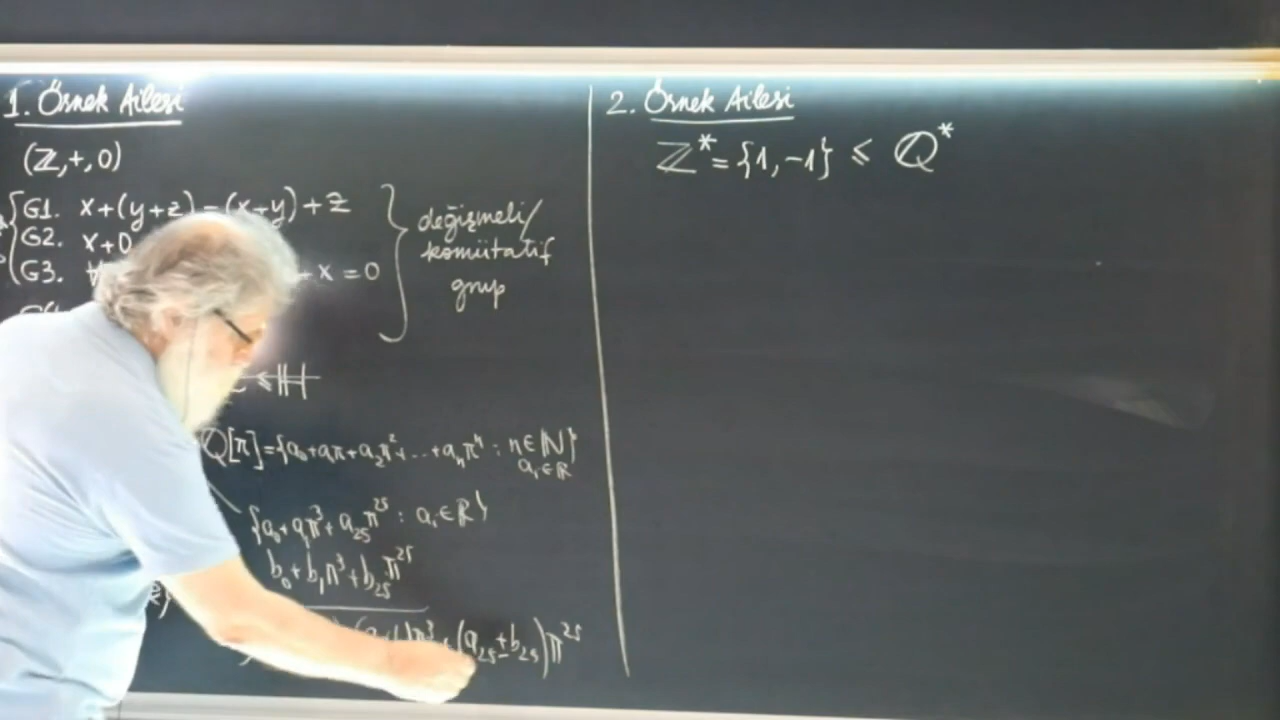 1. Örnek Ailesi
(ℤ,+,0)
G1. x+(y+z)=(x+y)+z
G2. x+0
G3. ∀ +x=0
değişmeli/
komütatif
grup
≤ ℍ
ℚ[π]={a₀+a₁π+a₂π²+...+aₙπⁿ : n∈ℕ}
aᵢ∈ℝ
{a₀+a₁π³+a₂₅π²⁵ : aᵢ∈ℝ}
b₀+b₁π³+b₂₅π²⁵
)π³+(a₂₅+b₂₅)π²⁵
2. Örnek Ailesi
ℤ*={1,-1} ≤ ℚ*